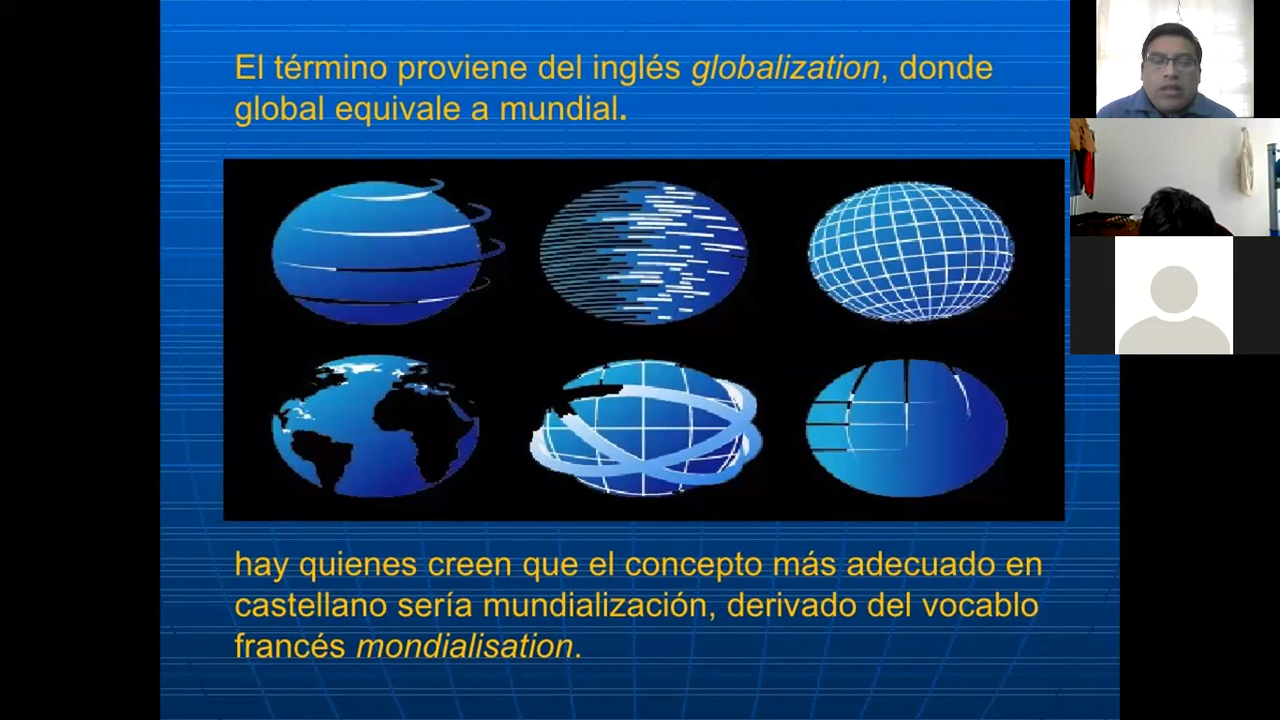 El término proviene del inglés globalization, donde
global equivale a mundial.
hay quienes creen que el concepto más adecuado en
castellano sería mundialización, derivado del vocablo
francés mondialisation.